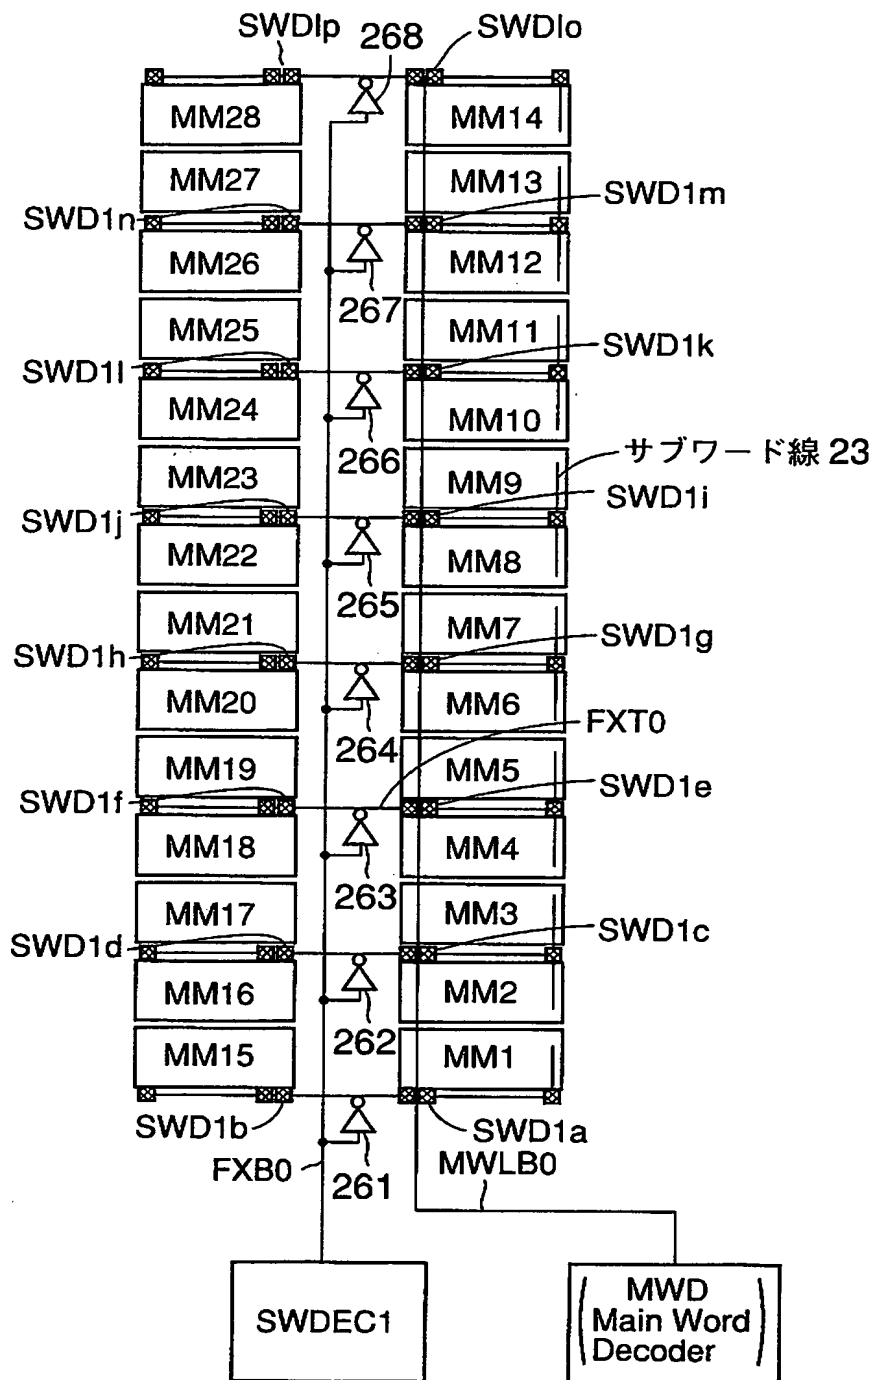 SWDIp
268
SWDIo
MM28
MM14
MM27
MM13
SWD1n
SWD1m
MM26
MM12
267
MM25
MM11
SWD1l
SWD1k
MM24
MM10
266
MM23
MM9
サブワード線 23
SWD1j
SWD1i
MM22
MM8
265
MM21
MM7
SWD1h
SWD1g
MM20
MM6
264
FXT0
MM19
MM5
SWD1f
SWD1e
MM18
MM4
263
MM17
MM3
SWD1d
SWD1c
MM16
MM2
262
MM15
MM1
SWD1b
SWD1a
FXB0
261
MWLB0
SWDEC1
MWD
Main Word
Decoder